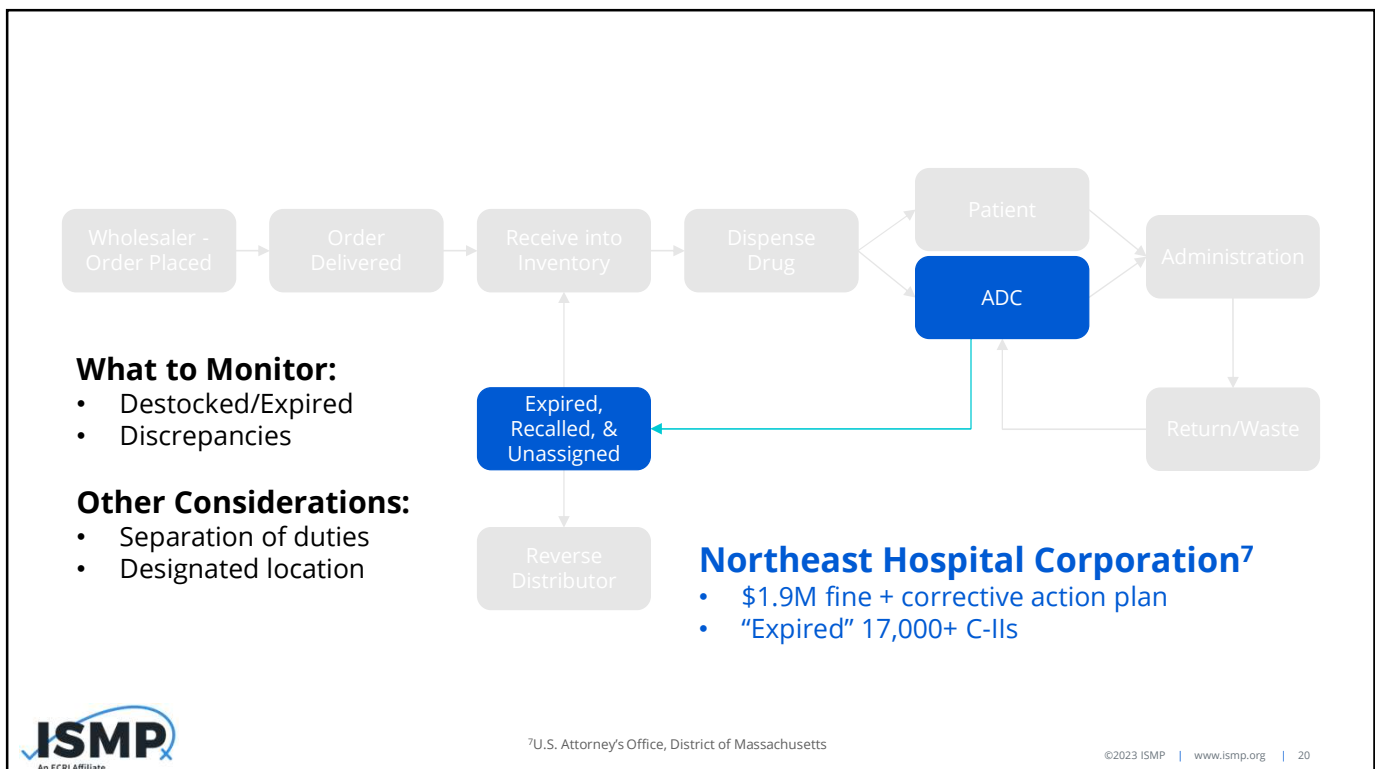 Wholesaler -
Order Placed
Order
Delivered
Receive into
Inventory
Dispense
Drug
Patient
ADC
Administration
Return/Waste
Expired,
Recalled, &
Unassigned
Reverse
Distributor
What to Monitor:
• Destocked/Expired
• Discrepancies
Other Considerations:
• Separation of duties
• Designated location
Northeast Hospital Corporation⁷
• $1.9M fine + corrective action plan
• “Expired” 17,000+ C-IIs
ISMP
An ECRI Affiliate
⁷U.S. Attorney’s Office, District of Massachusetts
©2023 ISMP | www.ismp.org | 20